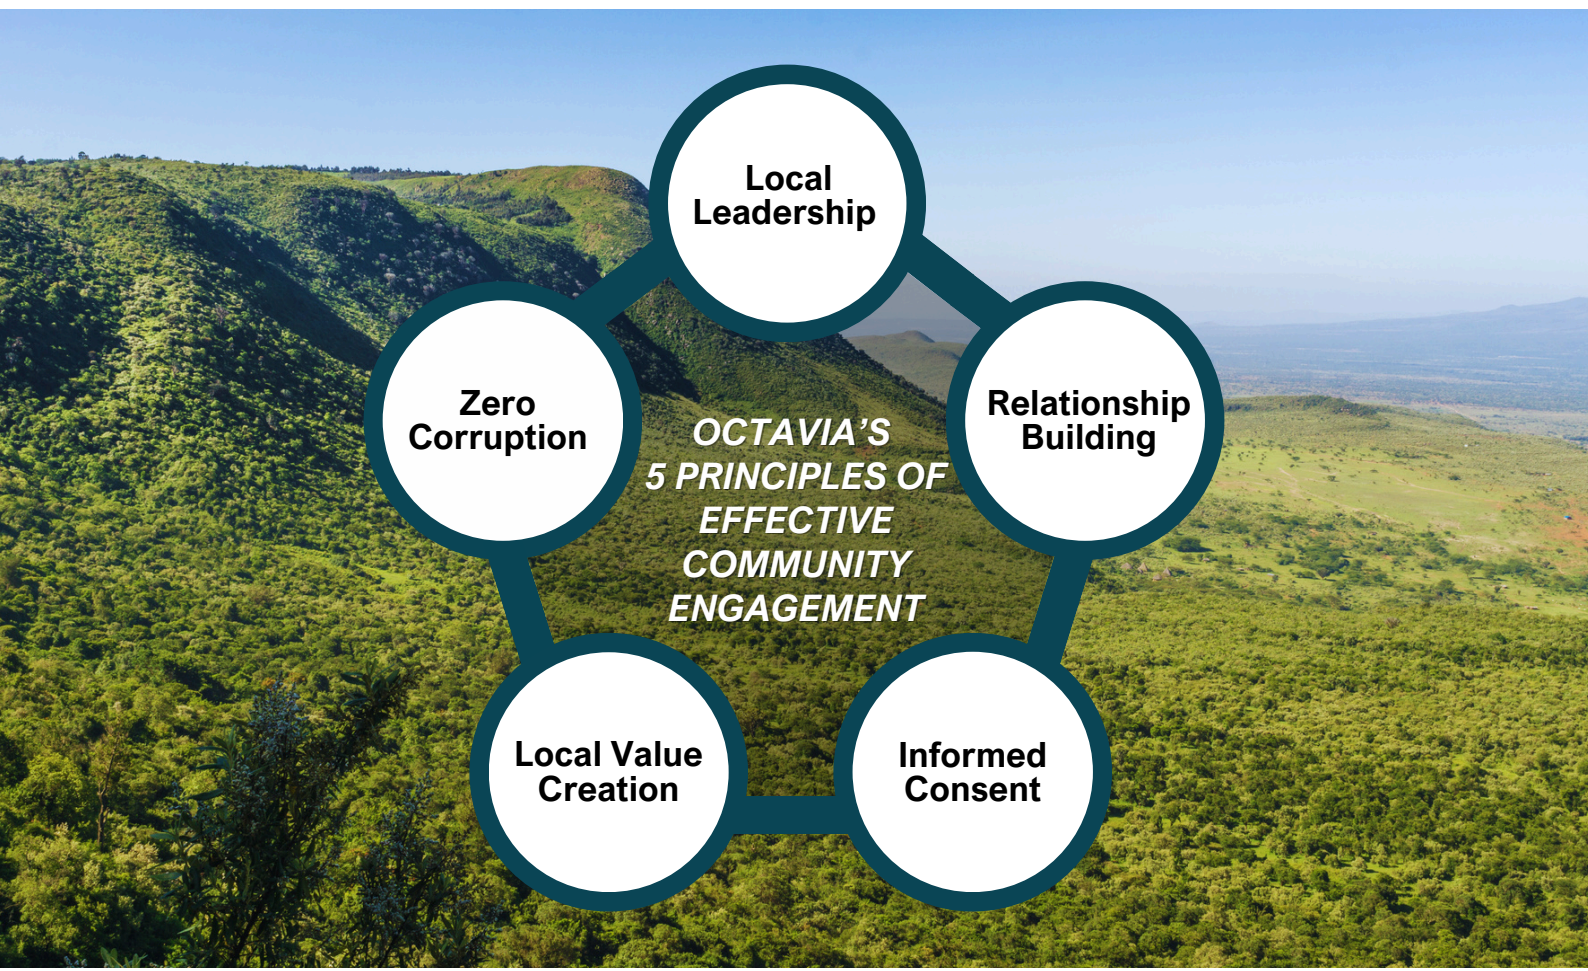 Local
Leadership
Zero
Corruption
Relationship
Building
OCTAVIA’S
5 PRINCIPLES OF
EFFECTIVE
COMMUNITY
ENGAGEMENT
Local Value
Creation
Informed
Consent